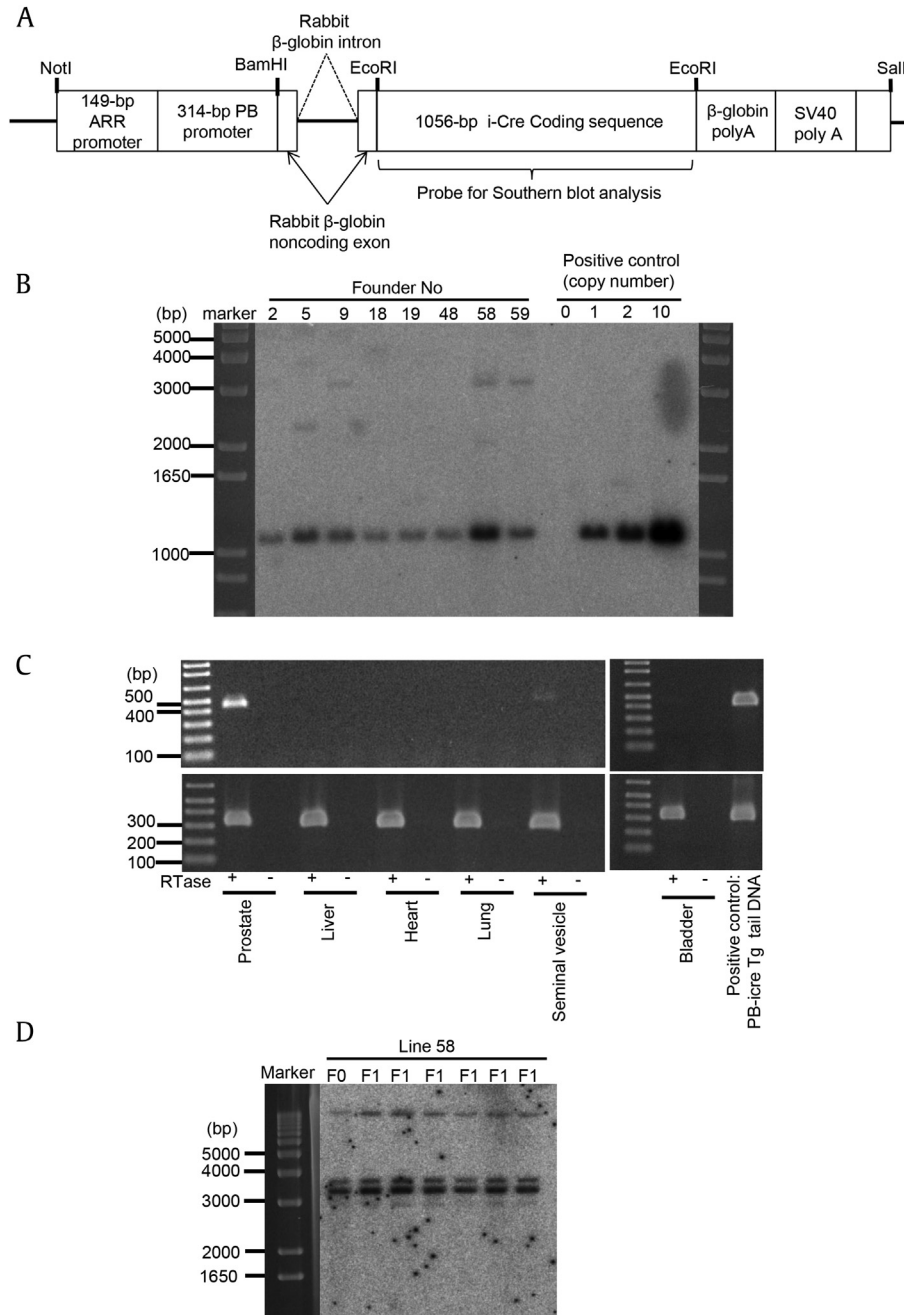 A
Rabbit
β-globin intron
NotI
BamHI
EcoRI
EcoRI
SalI
149-bp
ARR
promoter
314-bp PB
promoter
1056-bp i-Cre Coding sequence
β-globin
polyA
SV40
poly A
Probe for Southern blot analysis
Rabbit β-globin
noncoding exon
B
Positive control
(copy number)
Founder No
(bp) marker 2 5 9 18 19 48 58 59 0 1 2 10
5000
4000
3000
2000
1650
1000
C
(bp)
500
400
100
300
200
100
RTase + - + - + - + - + - + -
Prostate
Liver
Heart
Lung
Seminal vesicle
Bladder
Positive control:
PB-icre Tg tail DNA
D
Line 58
Marker F0 F1 F1 F1 F1 F1 F1
(bp)
5000
4000
3000
2000
1650